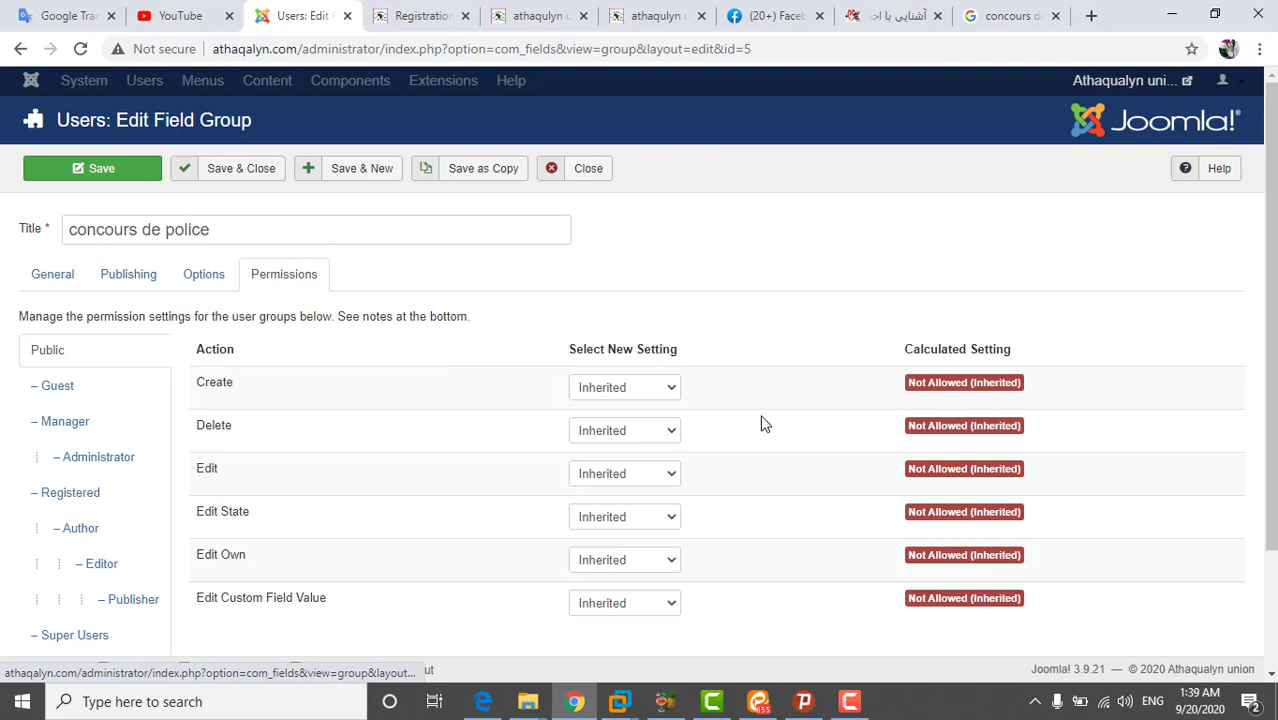 Google Tra
YouTube
Users: Edit F
Registration
athaqulyn un
athaqulyn un
(20+) Faceb
آشنایی با احـ
concours de
Not secure
athaqalyn.com/administrator/index.php?option=com_fields&view=group&layout=edit&id=5
System Users Menus Content Components Extensions Help
Athaqualyn uni...
Users: Edit Field Group
Joomla!®
Save
Save & Close
Save & New
Save as Copy
Close
Help
Title *
concours de police
General Publishing Options Permissions
Manage the permission settings for the user groups below. See notes at the bottom.
Public
– Guest
– Manager
– Administrator
– Registered
– Author
– Editor
– Publisher
– Super Users
Action Select New Setting Calculated Setting
Create Inherited Not Allowed (Inherited)
Delete Inherited Not Allowed (Inherited)
Edit Inherited Not Allowed (Inherited)
Edit State Inherited Not Allowed (Inherited)
Edit Own Inherited Not Allowed (Inherited)
Edit Custom Field Value Inherited Not Allowed (Inherited)
athaqalyn.com/administrator/index.php?option=com_fields&view=group&layout...
ut
Joomla! 3.9.21 — © 2020 Athaqualyn union
Type here to search
655
ENG
1:39 AM
9/20/2020
2